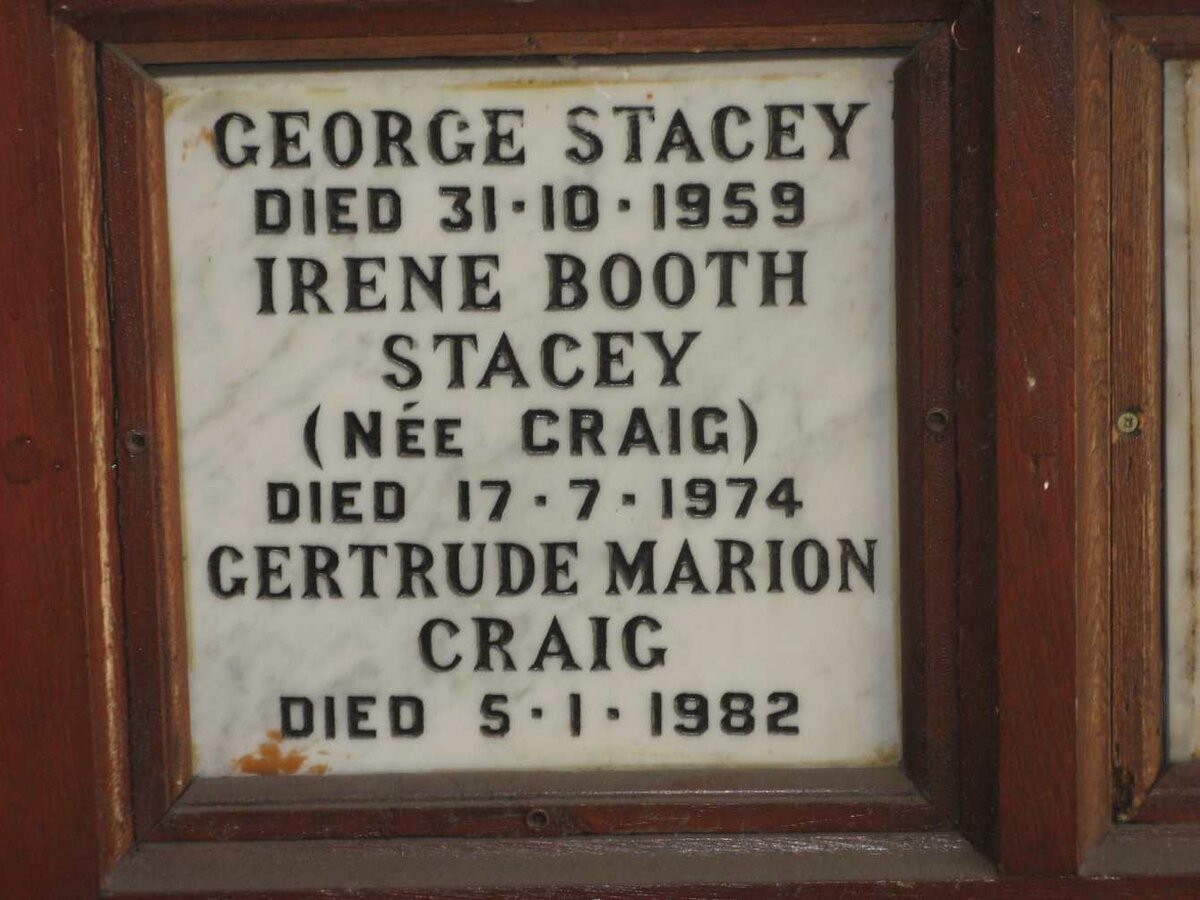 GEORGE STACEY
DIED 31·10·1959
IRENE BOOTH
STACEY
(NÉE CRAIG)
DIED 17·7·1974
GERTRUDE MARION
CRAIG
DIED 5·1·1982